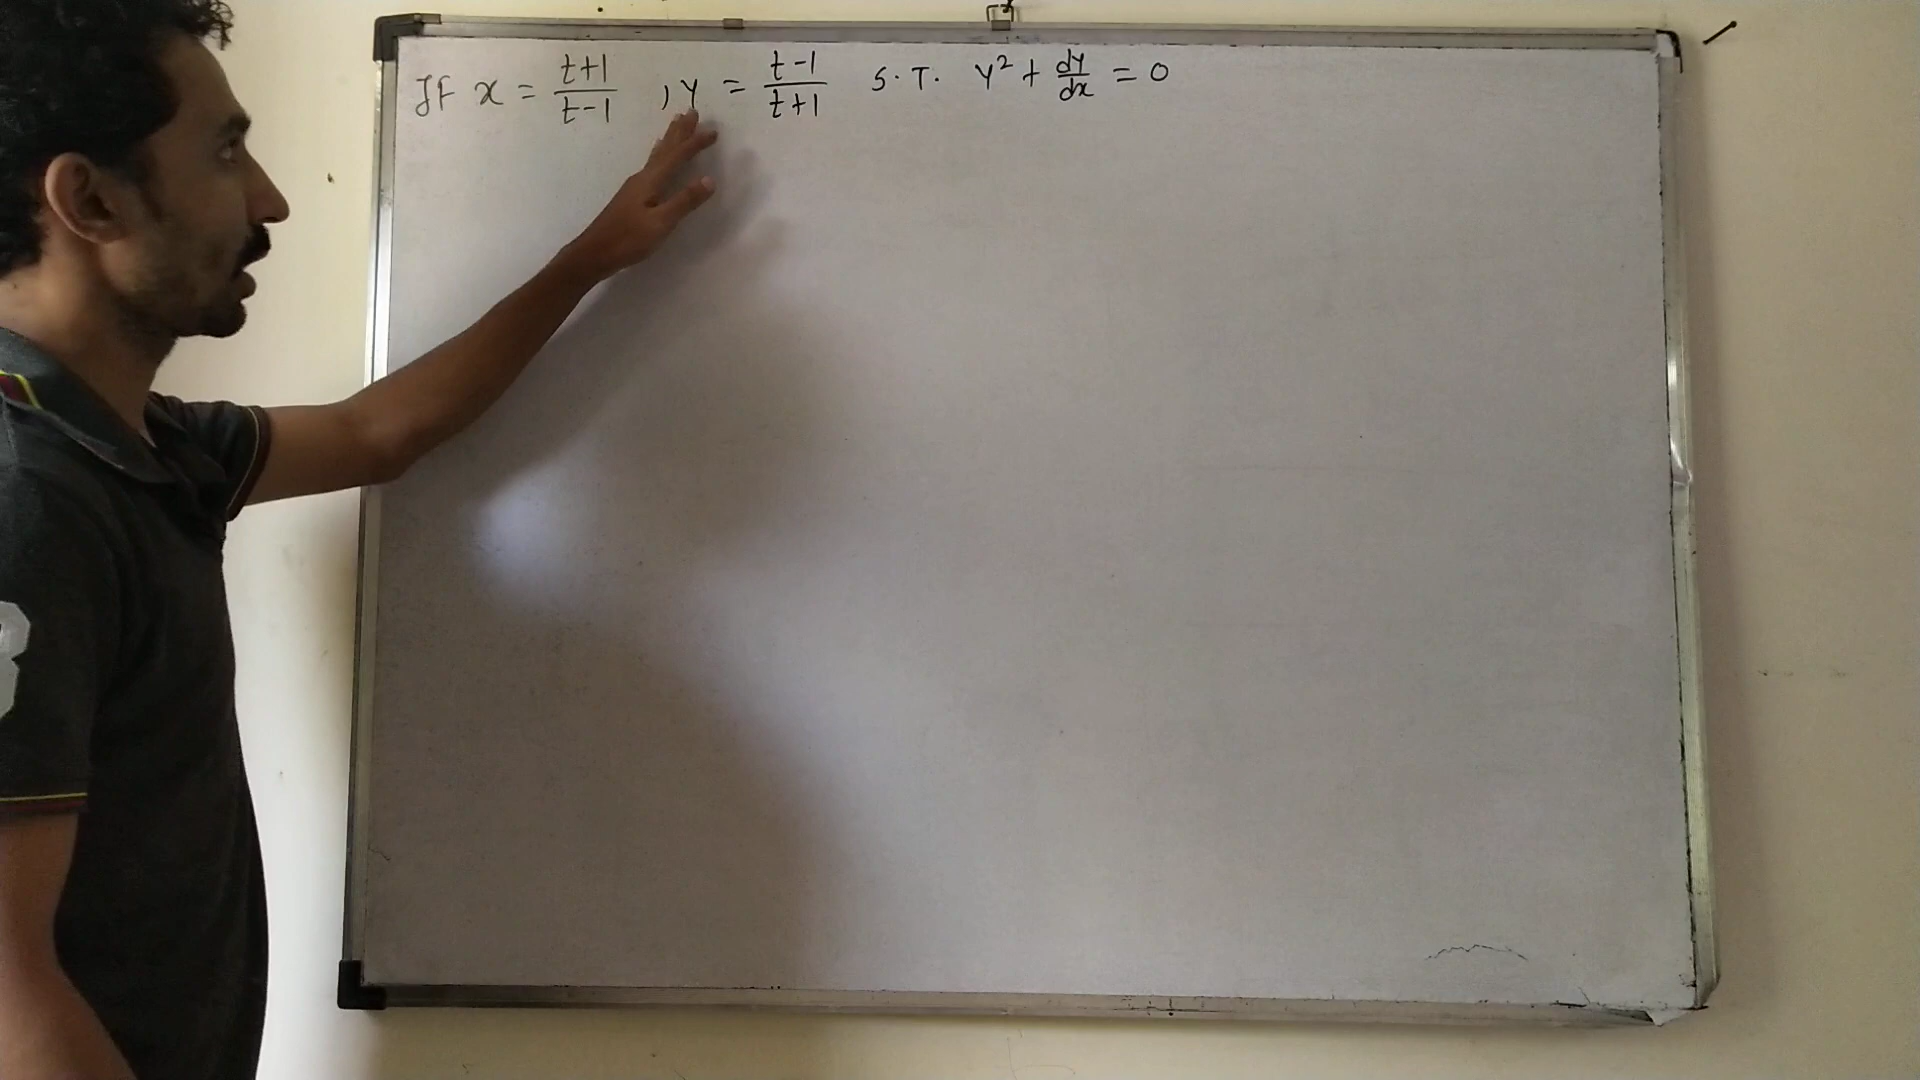 If x = t+1/t-1 , y = t-1/t+1 S.T. y² + dy/dx = 0